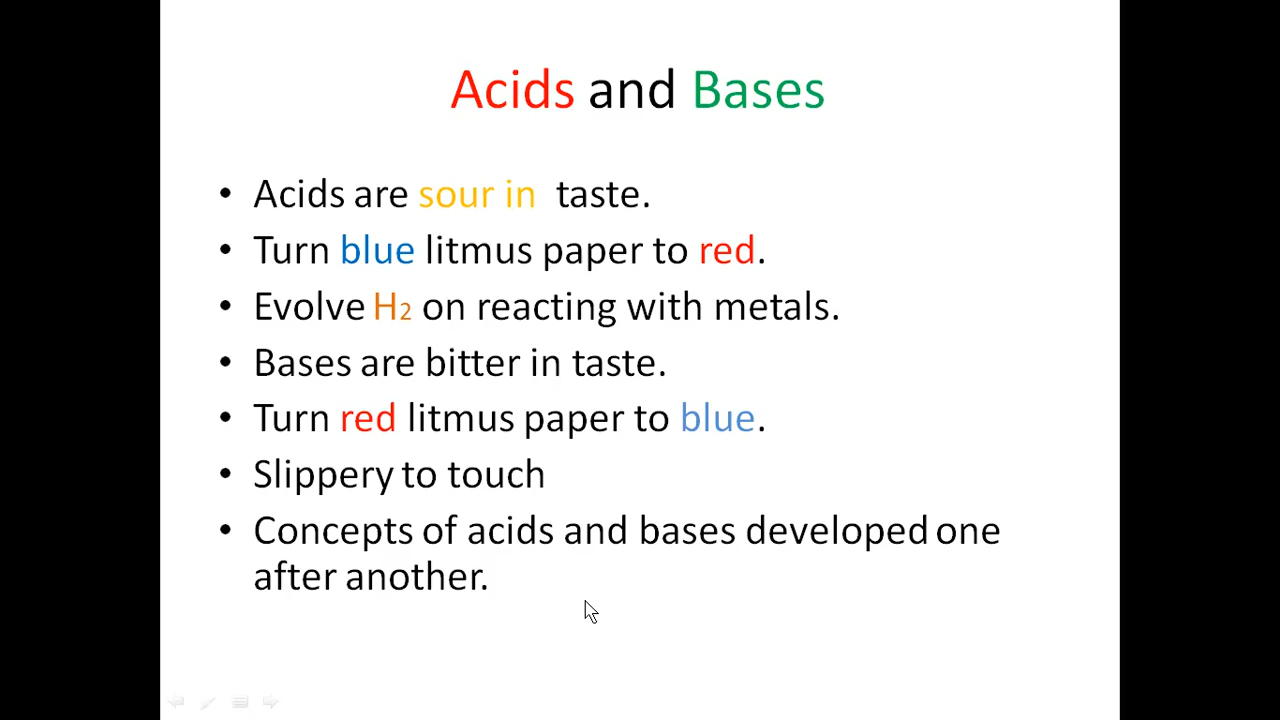 Acids and Bases
• Acids are sour in  taste.
• Turn blue litmus paper to red.
• Evolve H2 on reacting with metals.
• Bases are bitter in taste.
• Turn red litmus paper to blue.
• Slippery to touch
• Concepts of acids and bases developed one
after another.